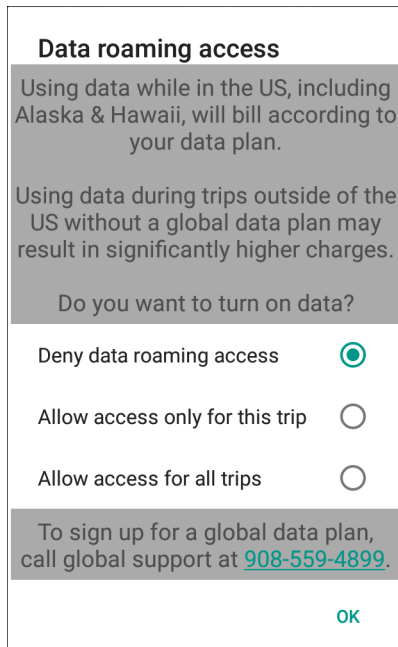 Data roaming access
Using data while in the US, including
Alaska & Hawaii, will bill according to
your data plan.
Using data during trips outside of the
US without a global data plan may
result in significantly higher charges.
Do you want to turn on data?
Deny data roaming access
Allow access only for this trip
Allow access for all trips
To sign up for a global data plan,
call global support at 908-559-4899.
OK